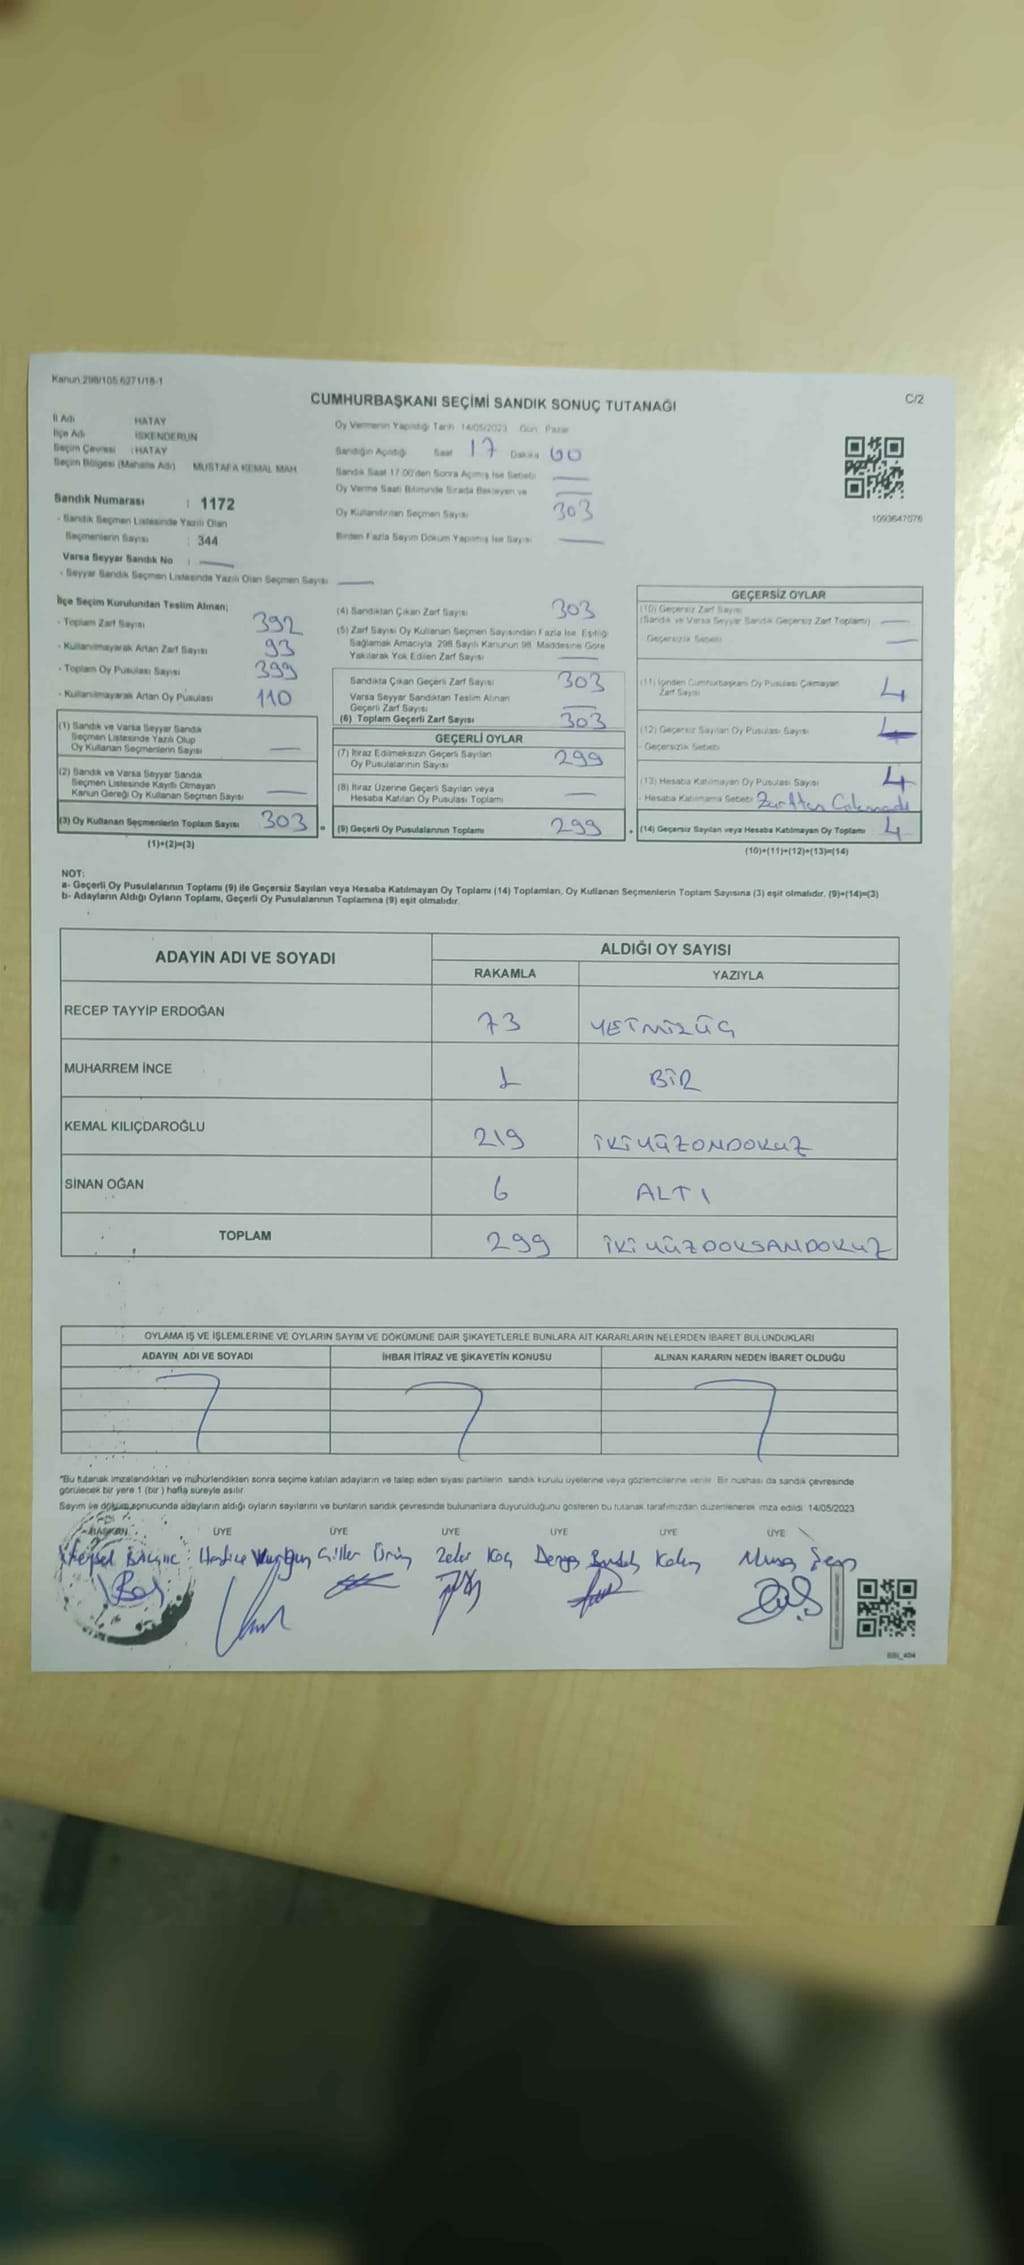 Kanun:298/105.6271/18-1
CUMHURBAŞKANI SEÇİMİ SANDIK SONUÇ TUTANAĞI
C/2
İl Adı HATAY
İlçe Adı İSKENDERUN
Seçim Çevresi : HATAY
Seçim Bölgesi (Mahalle Adı) MUSTAFA KEMAL MAH
Sandık Numarası : 1172
- Sandık Seçmen Listesinde Yazılı Olan
Seçmenlerin Sayısı : 344
Varsa Seyyar Sandık No :
- Seyyar Sandık Seçmen Listesinde Yazılı Olan Seçmen Sayısı
Oy Vermenin Yapıldığı Tarih 14/05/2023 Gün Pazar
Sandığın Açıldığı Saat 17 Dakika 00
Sandık Saat 17:00'den Sonra Açılmış İse Sebebi
Oy Verme Saati Bitiminde Sırada Bekleyen ve
Oy Kullandırılan Seçmen Sayısı 303
Birden Fazla Sayım Döküm Yapılmış İse Sayısı
1093647076
İlçe Seçim Kurulundan Teslim Alınan;
- Toplam Zarf Sayısı 392
- Kullanılmayarak Artan Zarf Sayısı 93
- Toplam Oy Pusulası Sayısı 399
- Kullanılmayarak Artan Oy Pusulası 110
(1) Sandık ve Varsa Seyyar Sandık
Seçmen Listesinde Yazılı Olup
Oy Kullanan Seçmenlerin Sayısı
(2) Sandık ve Varsa Seyyar Sandık
Seçmen Listesinde Kayıtlı Olmayan
Kanun Gereği Oy Kullanan Seçmen Sayısı
(3) Oy Kullanan Seçmenlerin Toplam Sayısı 303 =
(1)+(2)=(3)
(4) Sandıktan Çıkan Zarf Sayısı 303
(5) Zarf Sayısı Oy Kullanan Seçmen Sayısından Fazla İse, Eşitliği
Sağlamak Amacıyla 298 Sayılı Kanunun 98. Maddesine Göre
Yakılarak Yok Edilen Zarf Sayısı
Sandıkta Çıkan Geçerli Zarf Sayısı 303
Varsa Seyyar Sandıktan Teslim Alınan
Geçerli Zarf Sayısı
(6) Toplam Geçerli Zarf Sayısı 303
GEÇERLİ OYLAR
(7) İtiraz Edilmeksizin Geçerli Sayılan
Oy Pusulalarının Sayısı 299
(8) İtiraz Üzerine Geçerli Sayılan veya
Hesaba Katılan Oy Pusulası Toplamı
(9) Geçerli Oy Pusulalarının Toplamı 299 +
GEÇERSİZ OYLAR
(10) Geçersiz Zarf Sayısı
(Sandık ve Varsa Seyyar Sandık Geçersiz Zarf Toplamı)
Geçersizlik Sebebi
(11) İçinden Cumhurbaşkanı Oy Pusulası Çıkmayan
Zarf Sayısı 4
(12) Geçersiz Sayılan Oy Pusulası Sayısı
- Geçersizlik Sebebi
(13) Hesaba Katılmayan Oy Pusulası Sayısı 4
- Hesaba Katılmama Sebebi Zarftan Çıkmadı
(14) Geçersiz Sayılan veya Hesaba Katılmayan Oy Toplamı 4
(10)+(11)+(12)+(13)=(14)
NOT:
a- Geçerli Oy Pusulalarının Toplamı (9) ile Geçersiz Sayılan veya Hesaba Katılmayan Oy Toplamı (14) Toplamları, Oy Kullanan Seçmenlerin Toplam Sayısına (3) eşit olmalıdır. (9)+(14)=(3)
b- Adayların Aldığı Oyların Toplamı, Geçerli Oy Pusulalarının Toplamına (9) eşit olmalıdır.
ADAYIN ADI VE SOYADI ALDIĞI OY SAYISI
RAKAMLA YAZIYLA
RECEP TAYYİP ERDOĞAN 73 YETMİŞÜÇ
MUHARREM İNCE 1 BİR
KEMAL KILIÇDAROĞLU 219 İKİYÜZONDOKUZ
SİNAN OĞAN 6 ALTI
TOPLAM 299 İKİYÜZDOKSANDOKUZ
OYLAMA İŞ VE İŞLEMLERİNE VE OYLARIN SAYIM VE DÖKÜMÜNE DAİR ŞİKAYETLERLE BUNLARA AİT KARARLARIN NELERDEN İBARET BULUNDUKLARI
ADAYIN ADI VE SOYADI İHBAR İTİRAZ VE ŞİKAYETİN KONUSU ALINAN KARARIN NEDEN İBARET OLDUĞU
*Bu tutanak imzalandıktan ve mühürlendikten sonra seçime katılan adayların ve talep eden siyasi partilerin sandık kurulu üyelerine veya gözlemcilerine verilir. Bir nüshası da sandık çevresinde
görülecek bir yere 1 (bir) hafta süreyle asılır
Sayım ve döküm sonucunda adayların aldığı oyların sayılarını ve bunların sandık çevresinde bulunanlara duyurulduğunu gösteren bu tutanak tarafımızdan düzenlenerek imza edildi 14/05/2023
BAŞKAN ÜYE ÜYE ÜYE ÜYE ÜYE ÜYE
Hatice Zafer Koç Derya Musa